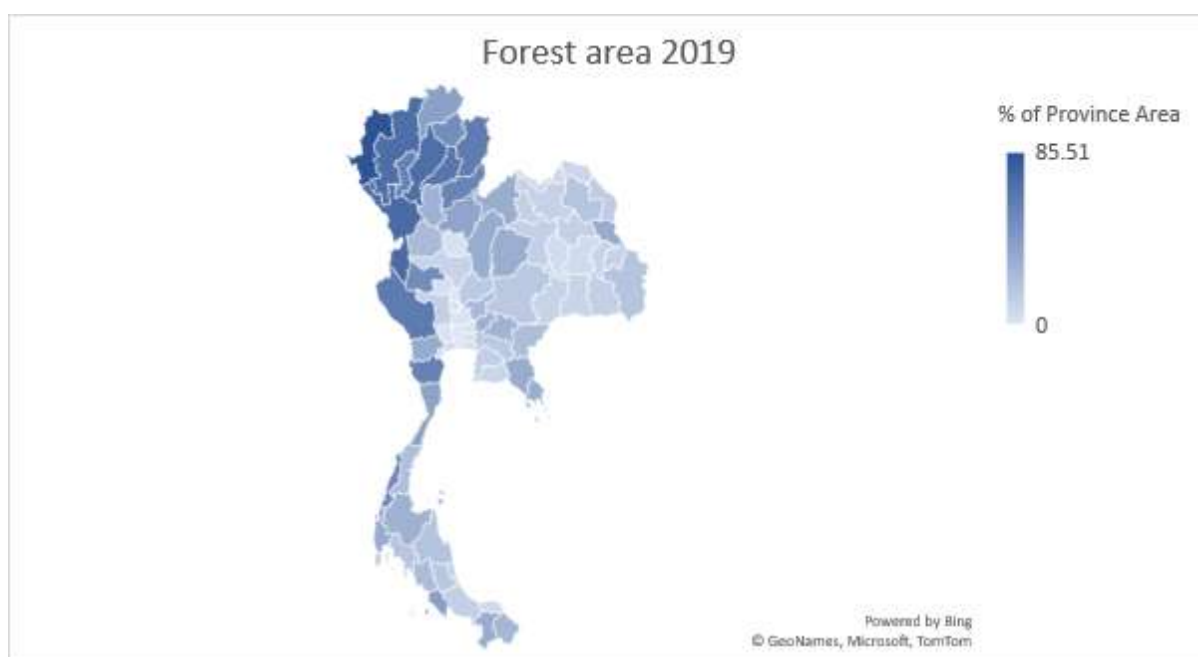 Forest area 2019
% of Province Area
85.51
0
Powered by Bing
© GeoNames, Microsoft, TomTom